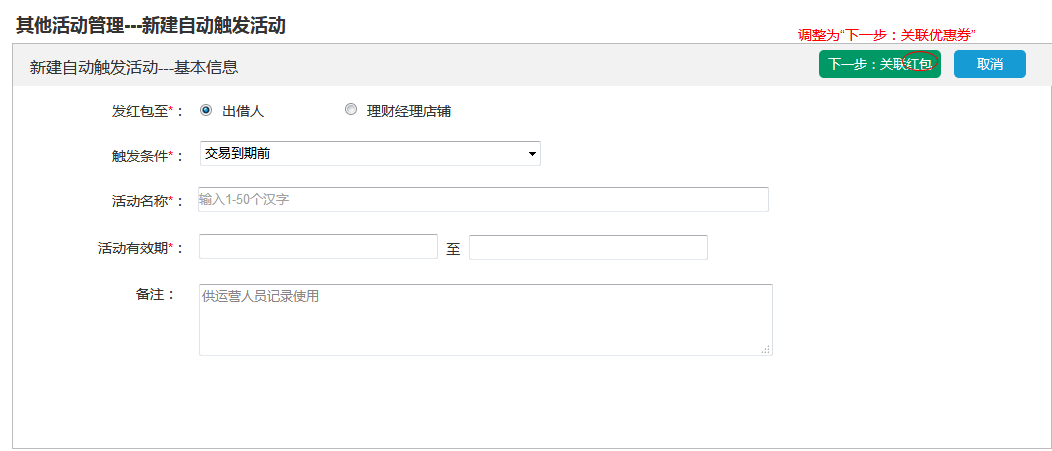 其他活动管理---新建自动触发活动
调整为“下一步：关联优惠券”
新建自动触发活动---基本信息
下一步：关联红包
取消
发红包至*： 出借人 理财经理店铺
触发条件*： 交易到期前
活动名称*： 输入1-50个汉字
活动有效期*： 至
备注： 供运营人员记录使用